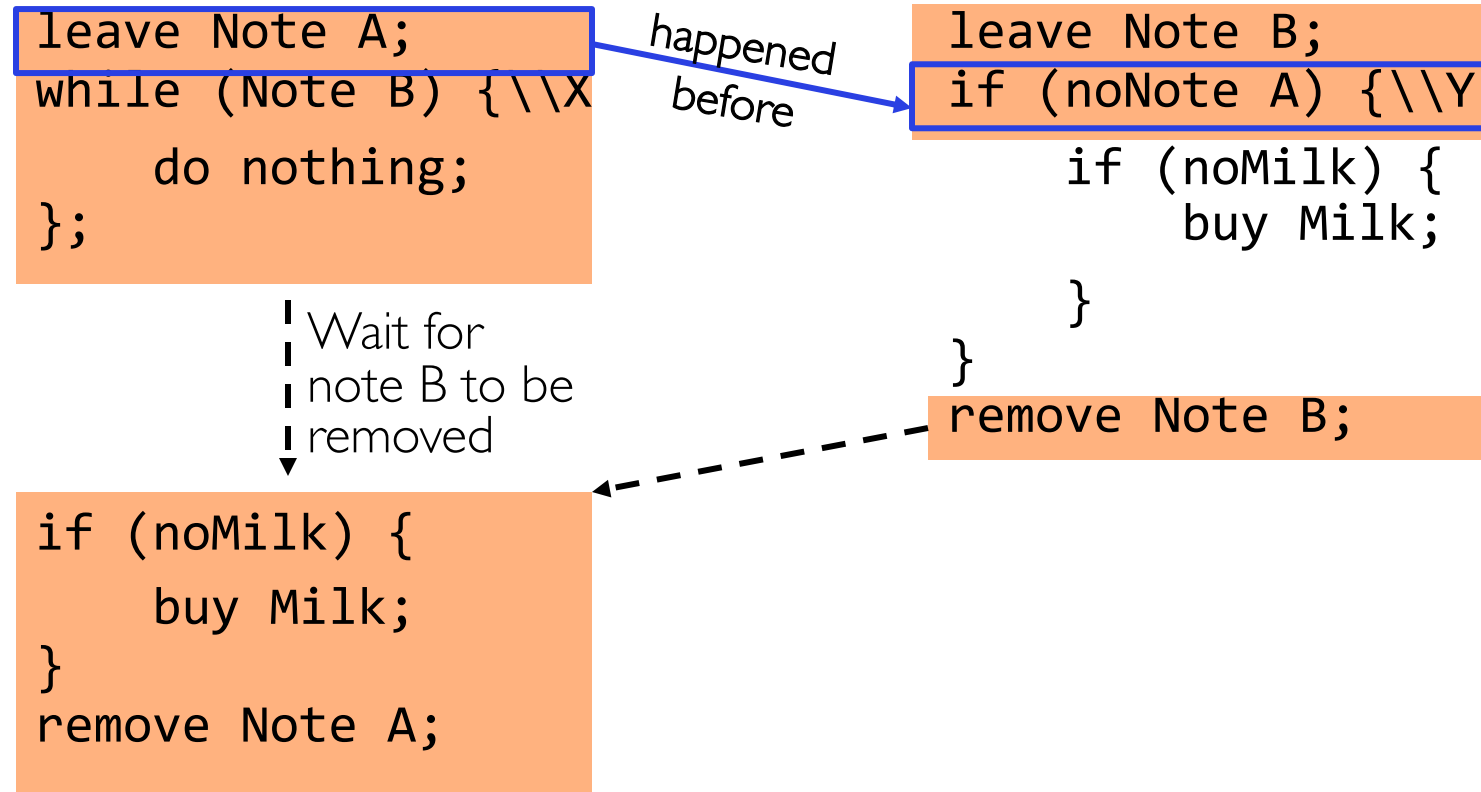 leave Note A;
while (Note B) {\\X
do nothing;
};
Wait for
note B to be
removed
if (noMilk) {
buy Milk;
}
remove Note A;
happened
before
leave Note B;
if (noNote A) {\\Y
if (noMilk) {
buy Milk;
}
}
remove Note B;